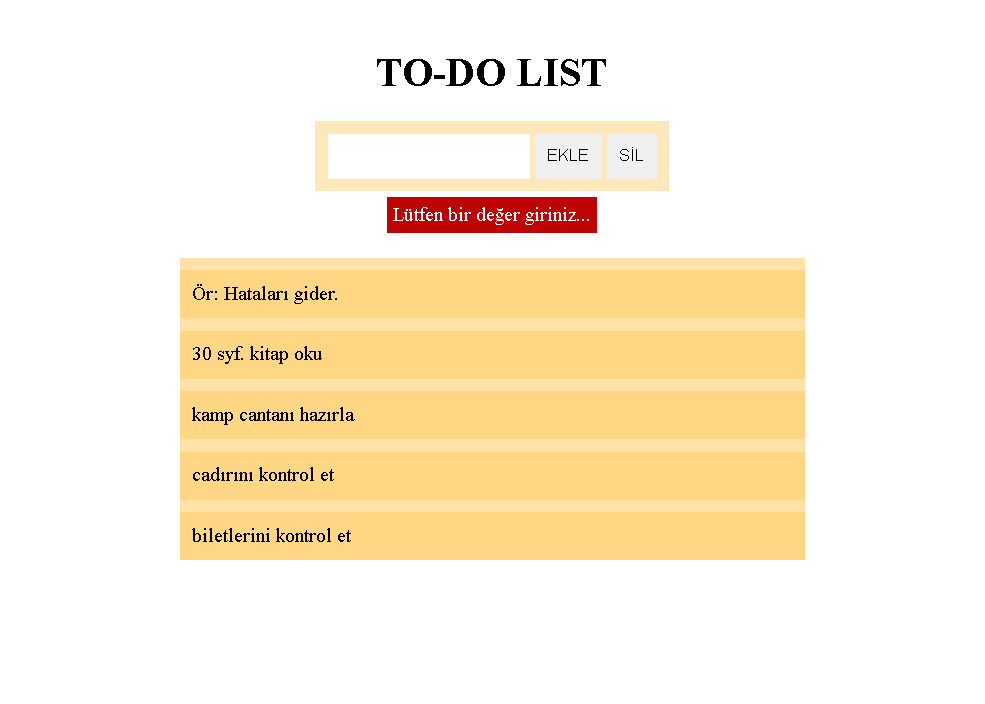 TO-DO LIST
EKLE SİL
Lütfen bir değer giriniz...
Ör: Hataları gider.
30 syf. kitap oku
kamp cantanı hazırla
cadırını kontrol et
biletlerini kontrol et